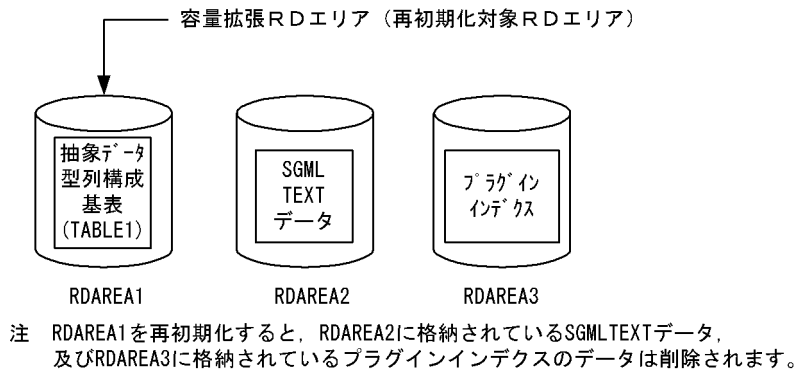 容量拡張RDエリア(再初期化対象RDエリア)
抽象データ
型列構成
基表
(TABLE1)
SGML
TEXT
データ
プラグイン
インデクス
RDAREA1
RDAREA2
RDAREA3
注 RDAREA1を再初期化すると,RDAREA2に格納されているSGMLTEXTデータ,
及びRDAREA3に格納されているプラグインインデクスのデータは削除されます。